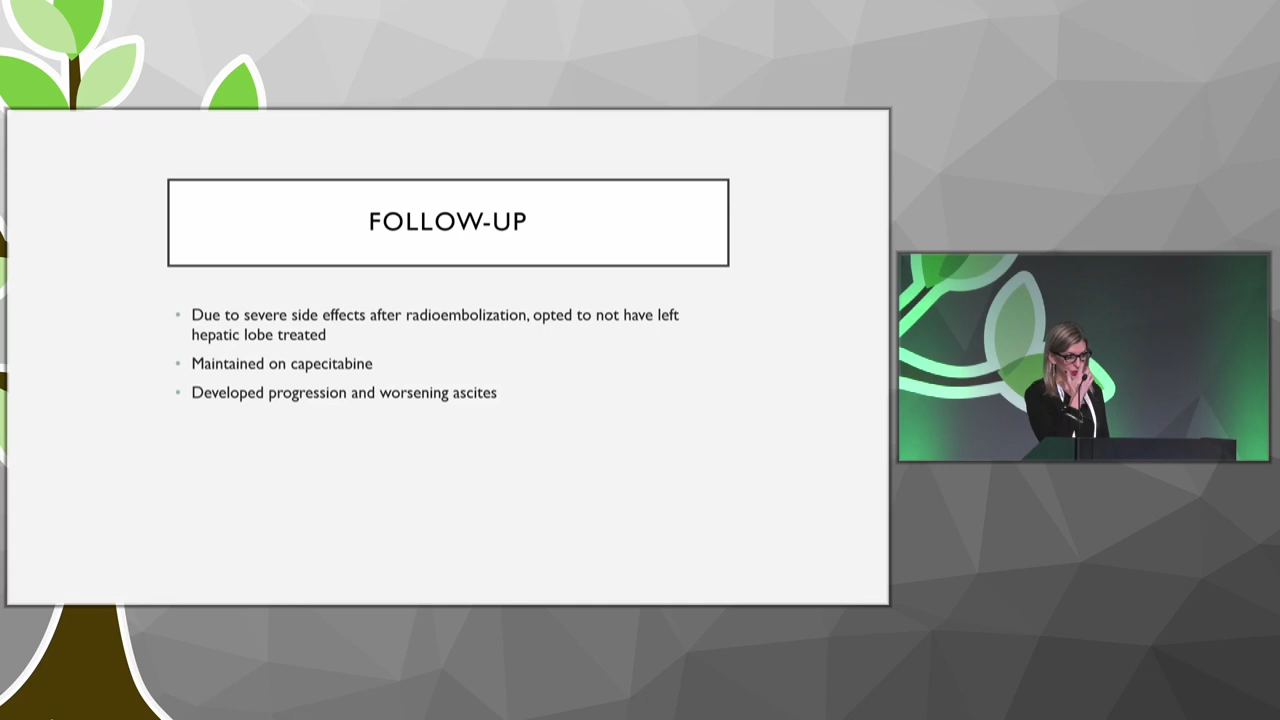 FOLLOW-UP
• Due to severe side effects after radioembolization, opted to not have left
hepatic lobe treated
• Maintained on capecitabine
• Developed progression and worsening ascites